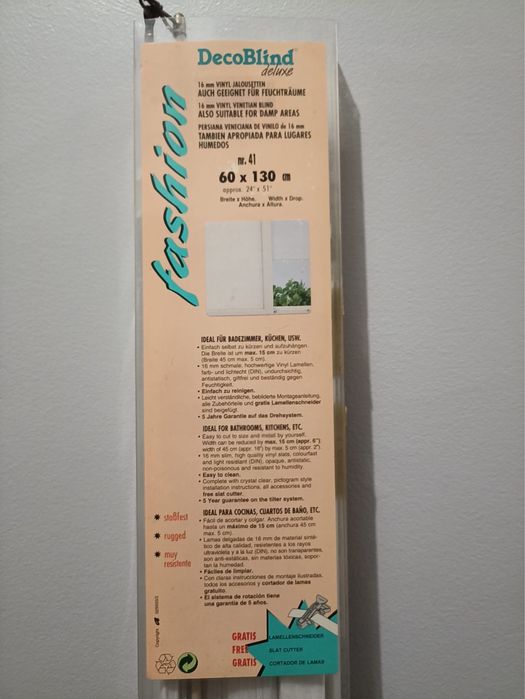 DecoBlind
deluxe
fashion
16 mm VINYL JALOUSETTEN
AUCH GEEIGNET FÜR FEUCHTRÄUME
16 mm VINYL VENETIAN BLIND
ALSO SUITABLE FOR DAMP AREAS
PERSIANA VENECIANA DE VINILO de 16 mm
TAMBIEN APROPIADA PARA LUGARES
HUMEDOS
nr. 41
60 x 130 cm
approx. 24" x 51"
Breite x Höhe. Width x Drop.
Anchura x Altura.
IDEAL FÜR BADEZIMMER, KÜCHEN, USW.
• Einfach selbst zu kürzen und aufzuhängen.
Die Breite ist um max. 15 cm zu kürzen
(Breite 45 cm max. 5 cm).
• 16 mm schmale, hochwertige Vinyl Lamellen,
farb- und lichtecht (DIN), undurchsichtig,
antistatisch, giftfrei und beständig gegen
Feuchtigkeit.
• Einfach zu reinigen.
• Leicht verständliche, bebilderte Montageanleitung,
alle Zubehörteile und gratis Lamellenschneider
sind beigefügt.
• 5 Jahre Garantie auf das Drehsystem.
IDEAL FOR BATHROOMS, KITCHENS, ETC.
• Easy to cut to size and install by yourself.
Width can be reduced by max. 15 cm (appr. 6")
width of 45 cm (appr. 18") by max. 5 cm (appr. 2").
• 16 mm slim, high quality vinyl slats, colourfast
and light resistant (DIN), opaque, antistatic,
non-poisonous and resistant to humidity.
• Easy to clean.
• Complete with crystal clear, pictogram style
installation instructions, all accessories and
free slat cutter.
• 5 Year guarantee on the tilter system.
IDEAL PARA COCINAS, CUARTOS DE BAÑO, ETC.
• Fácil de acortar y colgar. Anchura acortable
hasta un máximo de 15 cm (anchura 45 cm
max. 5 cm).
• Lamas delgadas de 16 mm de material sinté-
tico de alta calidad, resistentes a los rayos
ultravioleta y a la luz (DIN), no son transparentes,
son anti-estáticas, sin materias tóxicas, sopor-
tan la humedad.
• Fáciles de limpiar.
• Con claras instrucciones de montaje ilustradas,
todos los accesorios y cortador de lamas
gratuito.
• El sistema de rotación tiene
una garantía de 5 años.
stoßfest
rugged
muy
resistente
Copyright
GRATIS LAMELLENSCHNEIDER
FREE SLAT CUTTER
GRATIS CORTADOR DE LAMAS